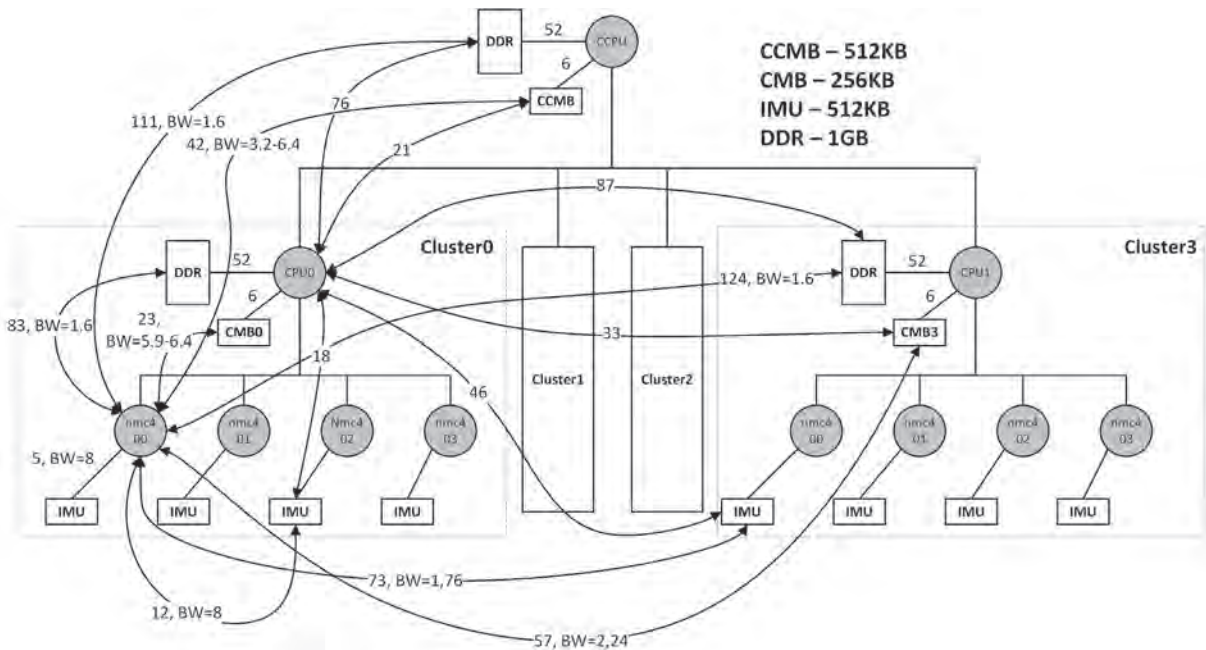 DDR
52
CCPU
6
CCMB
CCMB – 512KB
CMB – 256KB
IMU – 512KB
DDR – 1GB
76
111, BW=1.6
42, BW=3.2-6.4
21
87
Cluster0
DDR
52
CPU0
6
CMB0
83, BW=1.6
23,
BW=5.9-6.4
18
33
46
Cluster1
Cluster2
124, BW=1.6
Cluster3
DDR
52
CPU1
6
CMB3
nmc4
00
nmc4
01
Nmc4
02
nmc4
03
nmc4
00
nmc4
01
nmc4
02
nmc4
03
5, BW=8
IMU
IMU
IMU
IMU
IMU
IMU
IMU
IMU
73, BW=1,76
12, BW=8
57, BW=2,24